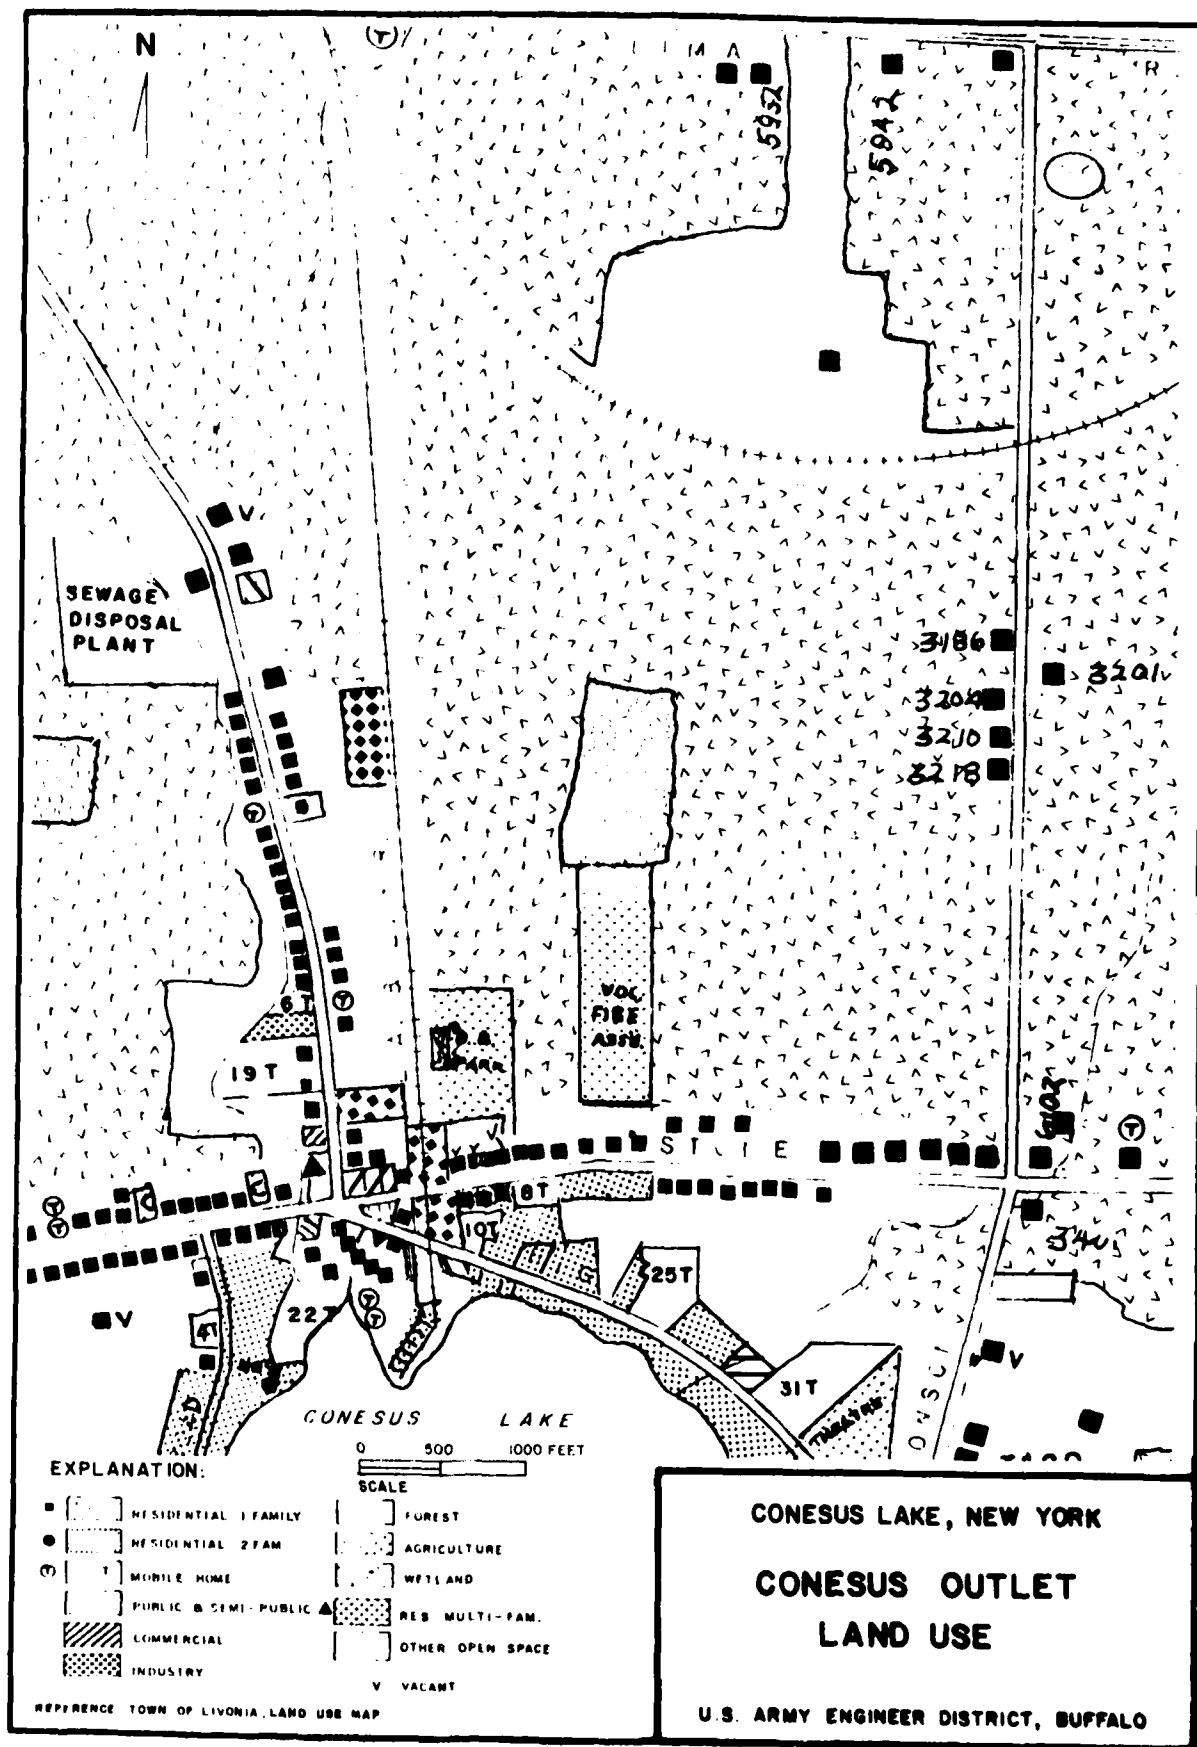 N
5932
5942
V
SEWAGE
DISPOSAL
PLANT
3186
3201
3204
3210
3218
6T
19T
VOL
FIRE
ASSN.
6102
8T
10T
25T
22T
V
4T
31T
THEATRE
V
CONESUS LAKE
0 500 1000 FEET
SCALE
EXPLANATION:
RESIDENTIAL 1 FAMILY
RESIDENTIAL 2 FAM
T MOBILE HOME
PUBLIC & SEMI-PUBLIC
COMMERCIAL
INDUSTRY
FOREST
AGRICULTURE
WETLAND
RES MULTI-FAM.
OTHER OPEN SPACE
V VACANT
REFERENCE TOWN OF LIVONIA, LAND USE MAP
CONESUS LAKE, NEW YORK
CONESUS OUTLET
LAND USE
U.S. ARMY ENGINEER DISTRICT, BUFFALO